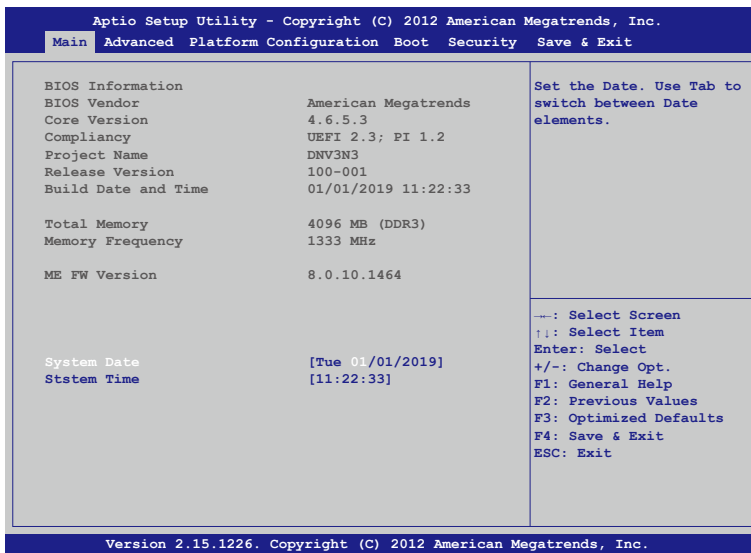 Aptio Setup Utility - Copyright (C) 2012 American Megatrends, Inc.
Main Advanced Platform Configuration Boot Security Save & Exit
BIOS Information
BIOS Vendor American Megatrends
Core Version 4.6.5.3
Compliancy UEFI 2.3; PI 1.2
Project Name DNV3N3
Release Version 100-001
Build Date and Time 01/01/2019 11:22:33
Total Memory 4096 MB (DDR3)
Memory Frequency 1333 MHz
ME FW Version 8.0.10.1464
System Date [Tue 01/01/2019]
Ststem Time [11:22:33]
Set the Date. Use Tab to
switch between Date
elements.
→←: Select Screen
↑↓: Select Item
Enter: Select
+/-: Change Opt.
F1: General Help
F2: Previous Values
F3: Optimized Defaults
F4: Save & Exit
ESC: Exit
Version 2.15.1226. Copyright (C) 2012 American Megatrends, Inc.